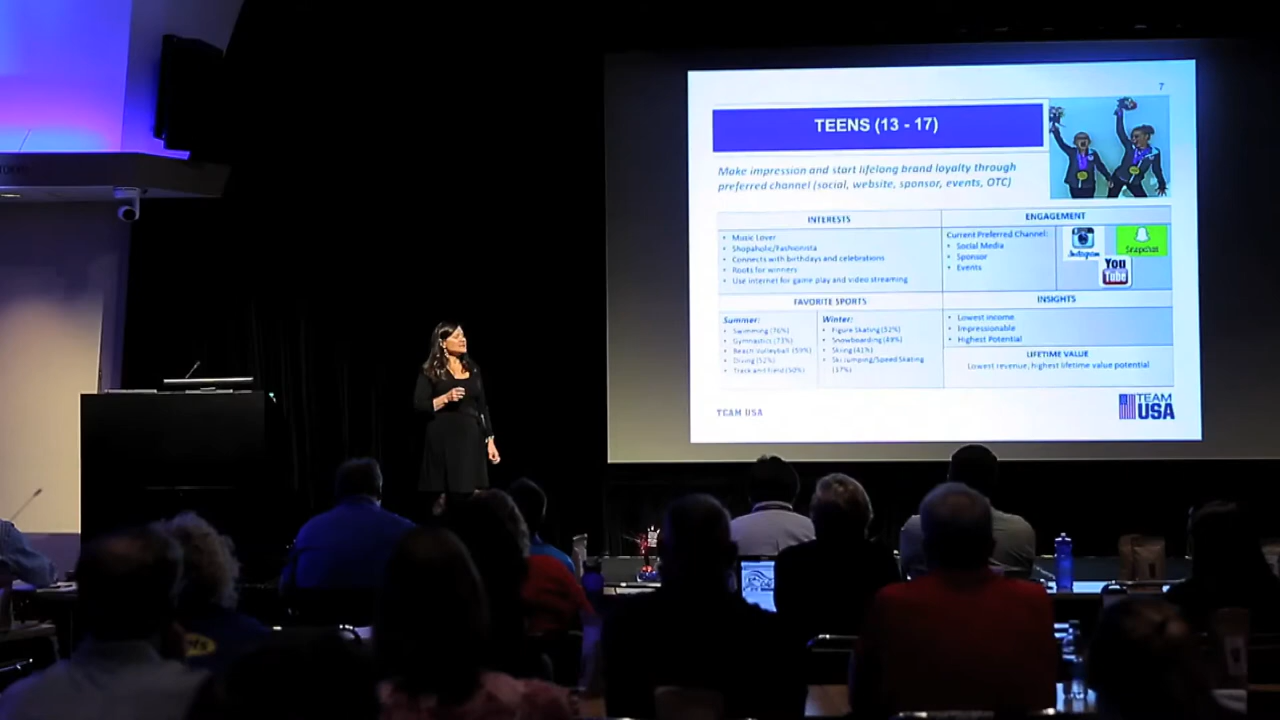 7
TEENS (13 - 17)
Make impression and start lifelong brand loyalty through
preferred channel (social, website, sponsor, events, OTC)
INTERESTS
• Music Lover
• Shopaholic/Fashionista
• Connects with birthdays and celebrations
• Roots for winners
• Use internet for game play and video streaming
ENGAGEMENT
Current Preferred Channel:
• Social Media
• Sponsor
• Events
Instagram
Snapchat
You
Tube
FAVORITE SPORTS
Summer:
• Swimming (76%)
• Gymnastics (73%)
• Beach Volleyball (59%)
• Diving (52%)
• Track and Field (50%)
Winter:
• Figure Skating (52%)
• Snowboarding (49%)
• Skiing (41%)
• Ski Jumping/Speed Skating
(37%)
INSIGHTS
• Lowest income
• Impressionable
• Highest Potential
LIFETIME VALUE
Lowest revenue, highest lifetime value potential
TEAM USA
TEAM
USA